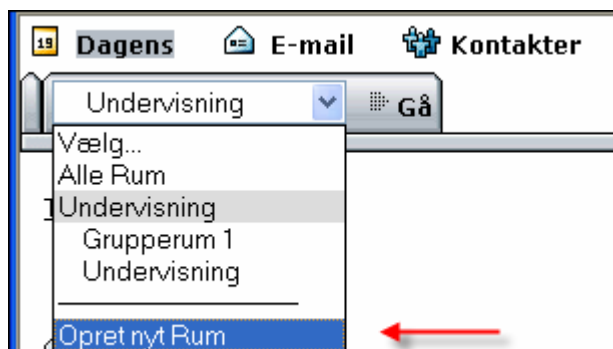 19 Dagens E-mail Kontakter
Undervisning Gå
Vælg...
Alle Rum
Undervisning
Grupperum 1
Undervisning
Opret nyt Rum